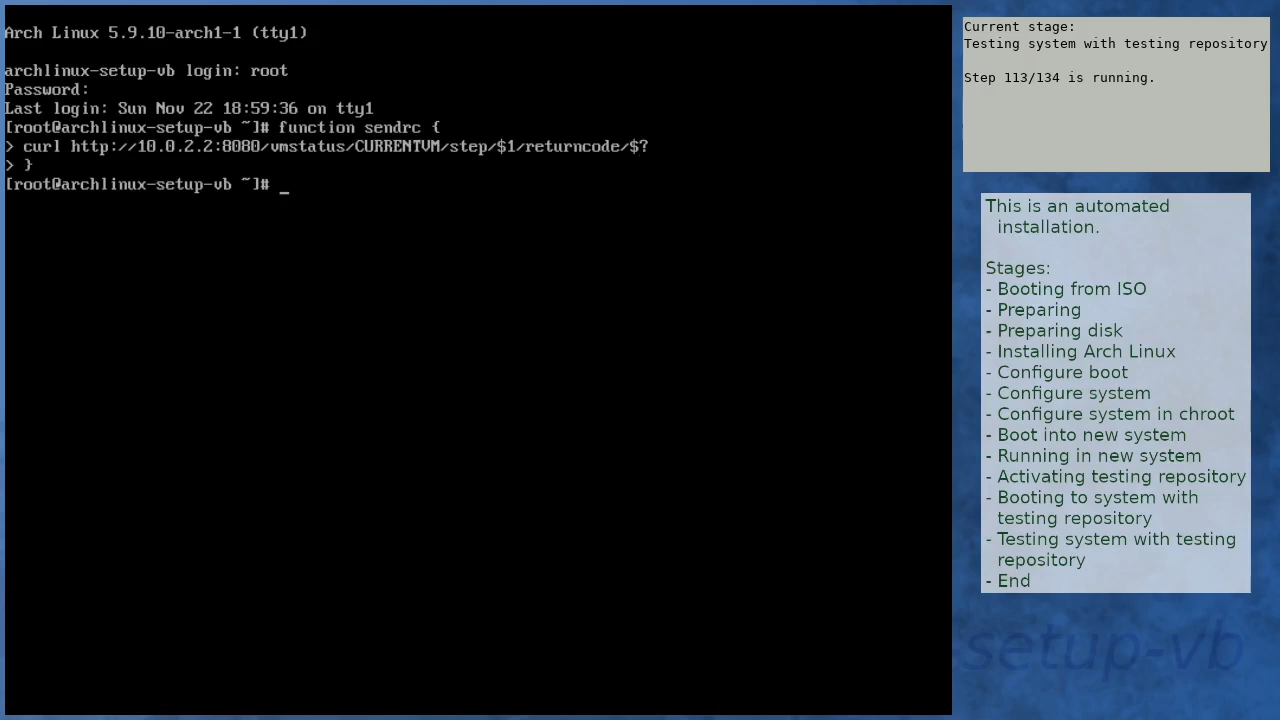 Arch Linux 5.9.10-arch1-1 (tty1)
archlinux-setup-vb login: root
Password:
Last login: Sun Nov 22 18:59:36 on tty1
[root@archlinux-setup-vb ~]# function sendrc {
> curl http://10.0.2.2:8080/vmstatus/CURRENTVM/step/$1/returncode/$?
> }
[root@archlinux-setup-vb ~]# _
Current stage:
Testing system with testing repository
Step 113/134 is running.
This is an automated
installation.
Stages:
- Booting from ISO
- Preparing
- Preparing disk
- Installing Arch Linux
- Configure boot
- Configure system
- Configure system in chroot
- Boot into new system
- Running in new system
- Activating testing repository
- Booting to system with
testing repository
- Testing system with testing
repository
- End
setup-vb